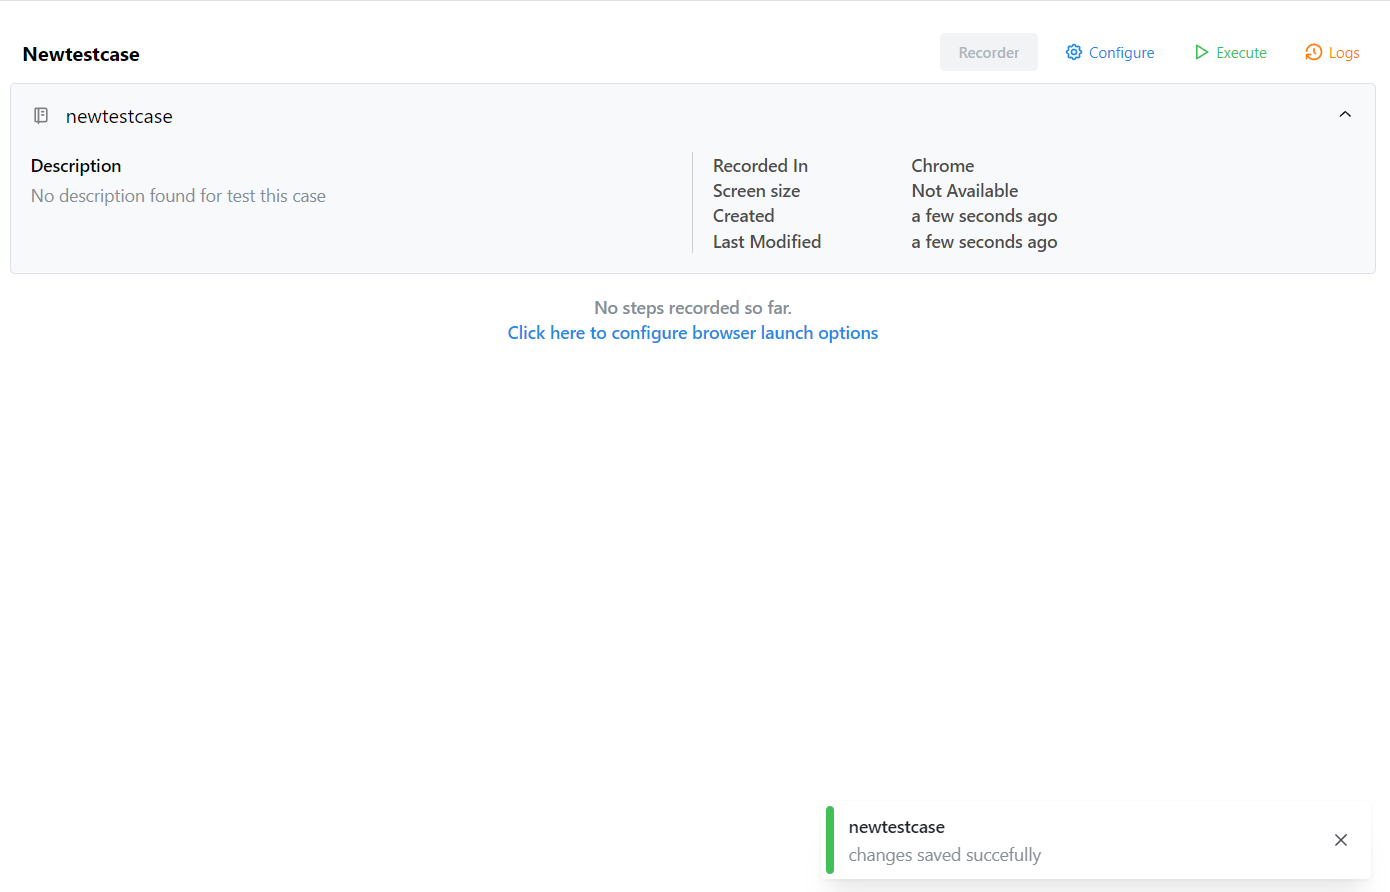 Newtestcase
Recorder Configure Execute Logs
newtestcase
Description
No description found for test this case
Recorded In Chrome
Screen size Not Available
Created a few seconds ago
Last Modified a few seconds ago
No steps recorded so far.
Click here to configure browser launch options
newtestcase
changes saved succefully